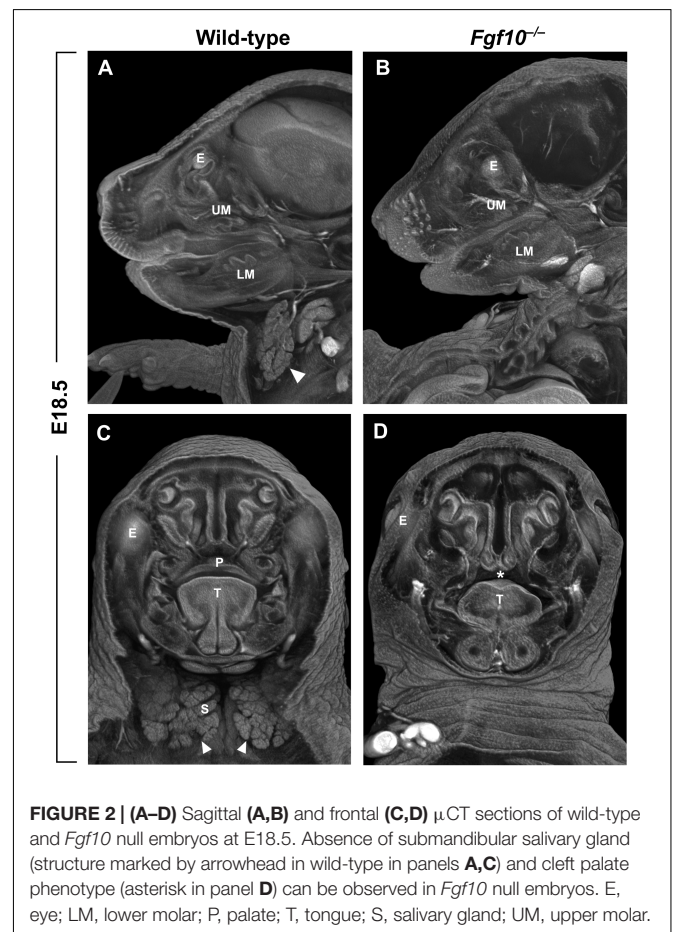 Wild-type
Fgf10–/–
E18.5
A
E
UM
LM
B
E
UM
LM
C
E
P
T
S
D
E
*
T
FIGURE 2 | (A–D) Sagittal (A,B) and frontal (C,D) μCT sections of wild-type
and Fgf10 null embryos at E18.5. Absence of submandibular salivary gland
(structure marked by arrowhead in wild-type in panels A,C) and cleft palate
phenotype (asterisk in panel D) can be observed in Fgf10 null embryos. E,
eye; LM, lower molar; P, palate; T, tongue; S, salivary gland; UM, upper molar.